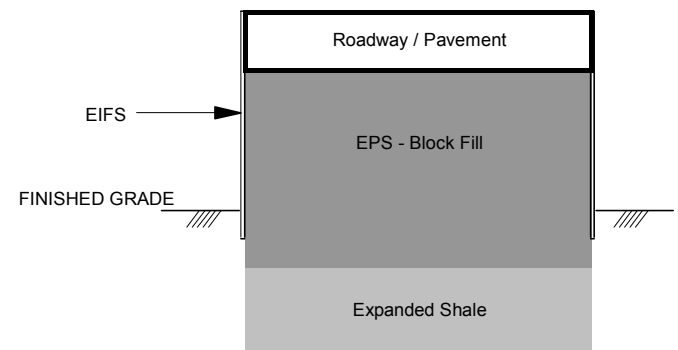 Roadway / Pavement
EIFS
EPS - Block Fill
FINISHED GRADE
Expanded Shale